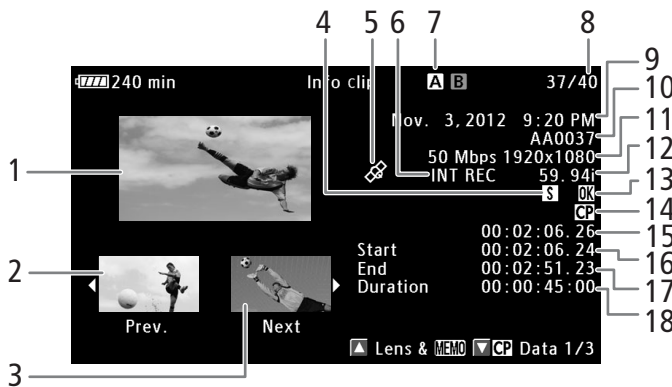 4 5 6 7 8
240 min Info clip A B 37/40
9
Nov. 3,2012 9:20 PM
10
AA0037
11
50 Mbps 1920x1080
12
INT REC 59.94i
13
S OK
14
CP
15
00:02:06.26
16
Start 00:02:06.24
17
End 00:02:51.23
18
Duration 00:00:45:00
1
2
3
Prev. Next
Lens & MEMO CP Data 1/3